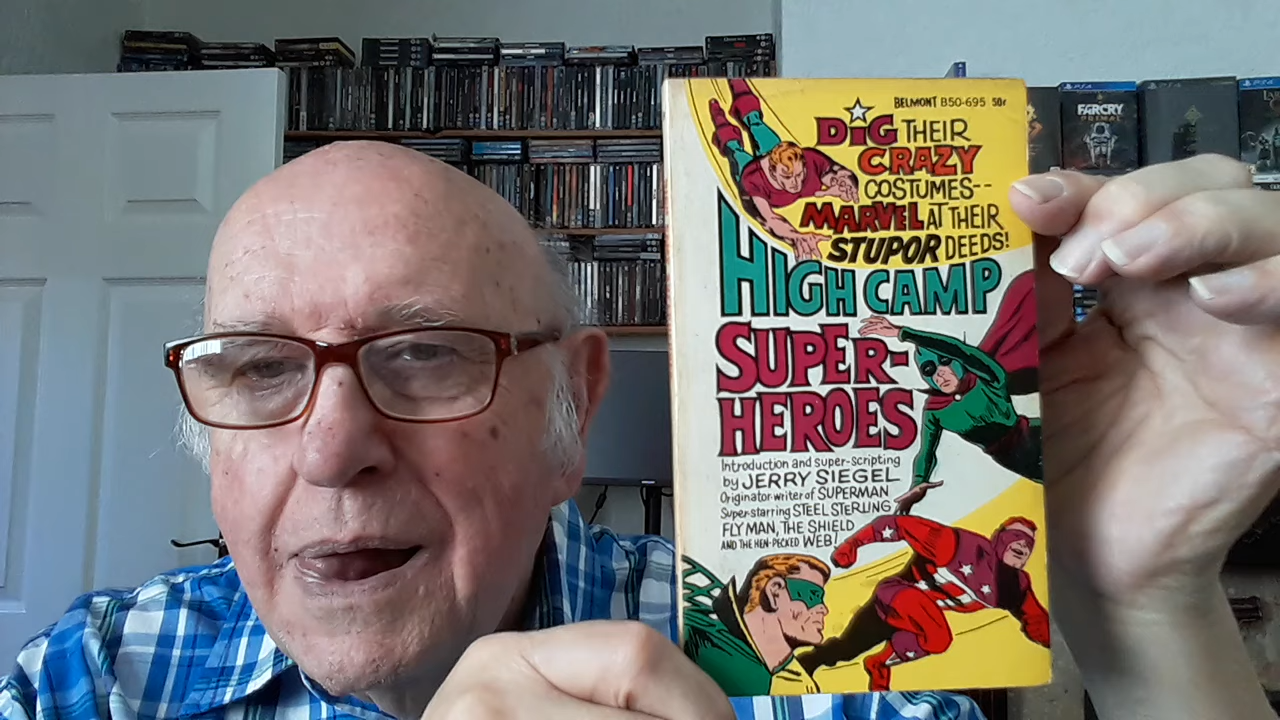 BELMONT B50-695 50¢
DiG THEIR
CRAZY
COSTUMES--
MARVEL AT THEIR
STUPOR DEEDS!
HIGH CAMP
SUPER-
HEROES
Introduction and super-scripting
by JERRY SIEGEL
Originator-writer of SUPERMAN
Super-starring STEEL STERLING
FLY MAN, THE SHIELD
AND THE HEN-PECKED WEB!
PS4
FARCRY
PRIMAL